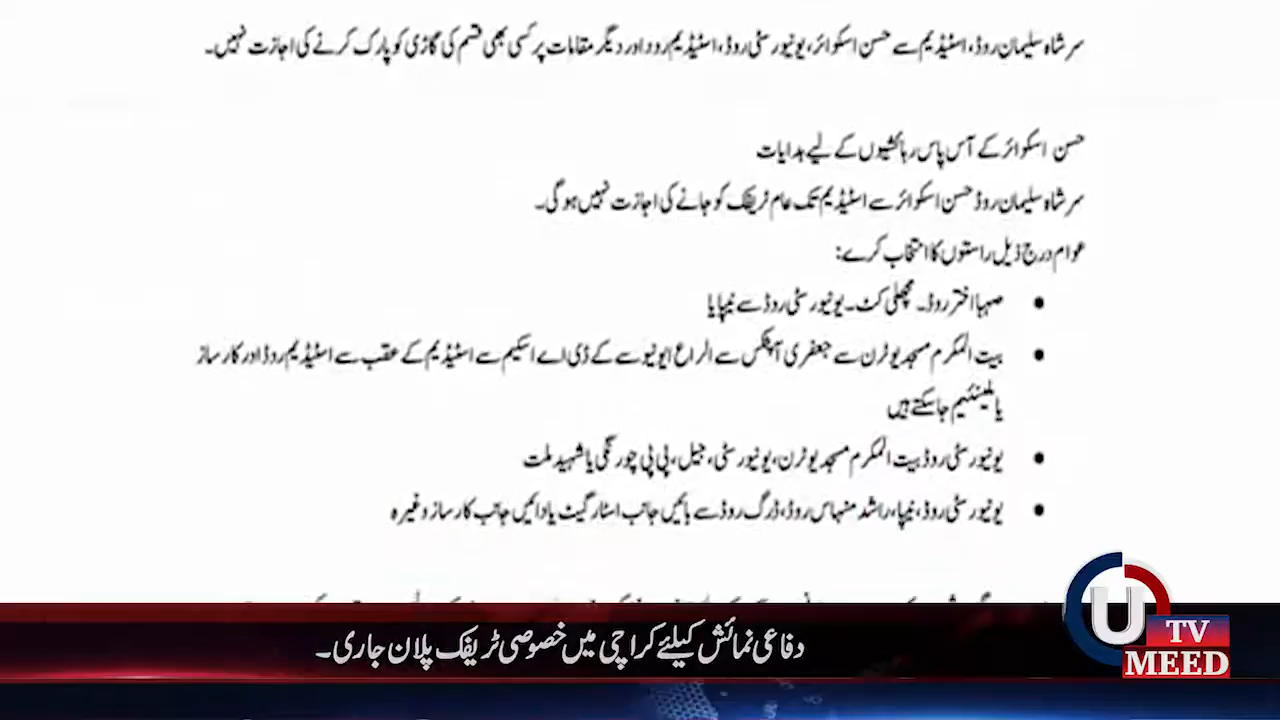 سر شاہ سلیمان روڈ، اسٹیڈیم سے حسن اسکوائر، یونیورسٹی روڈ، اسٹیڈیم روڈ اور دیگر مقامات پر کسی بھی قسم کی گاڑی کو پارک کرنے کی اجازت نہیں۔
حسن اسکوائر کے آس پاس رہائشیوں کے لیے ہدایات
سر شاہ سلیمان روڈ حسن اسکوائر سے اسٹیڈیم تک عام ٹریفک کو جانے کی اجازت نہیں ہوگی۔
عوام درج ذیل راستوں کا انتخاب کرے:
• صہبا اختر روڈ۔ مچھلی کٹ۔ یونیورسٹی روڈ سے نیپا یا
• بیت المکرم مسجد یوٹرن سے جعفری آپٹکس سے الراع ایونیو سے کے ڈی اے اسکیم سے اسٹیڈیم کے عقب سے اسٹیڈیم روڈ اور کارساز
یا ملینئیم جاسکتے ہیں
• یونیورسٹی روڈ بیت المکرم مسجد یوٹرن، یونیورسٹی، جیل، پی پی چورنگی یا شہید ملت
• یونیورسٹی روڈ، نیپا، راشد منہاس روڈ، ڈرگ روڈ سے بائیں جانب اسٹار گیٹ یا دائیں جانب کارساز وغیرہ
دفاعی نمائش کیلئے کراچی میں خصوصی ٹریفک پلان جاری۔
U
TV
MEED